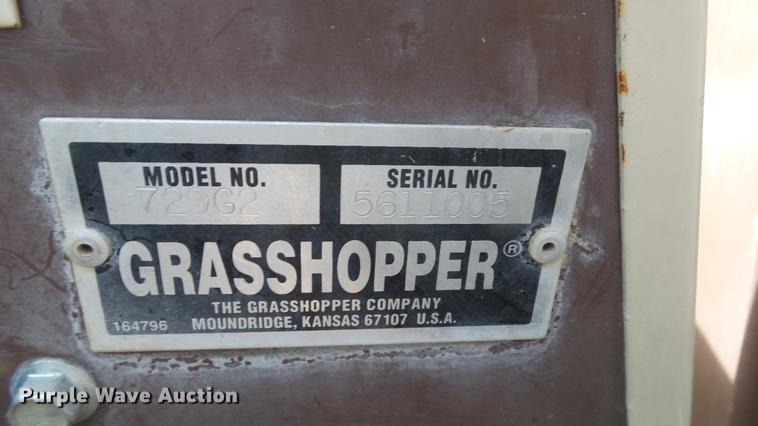 MODEL NO. SERIAL NO.
729G2 5611005
GRASSHOPPER®
THE GRASSHOPPER COMPANY
164796 MOUNDRIDGE, KANSAS 67107 U.S.A.
Purple Wave Auction